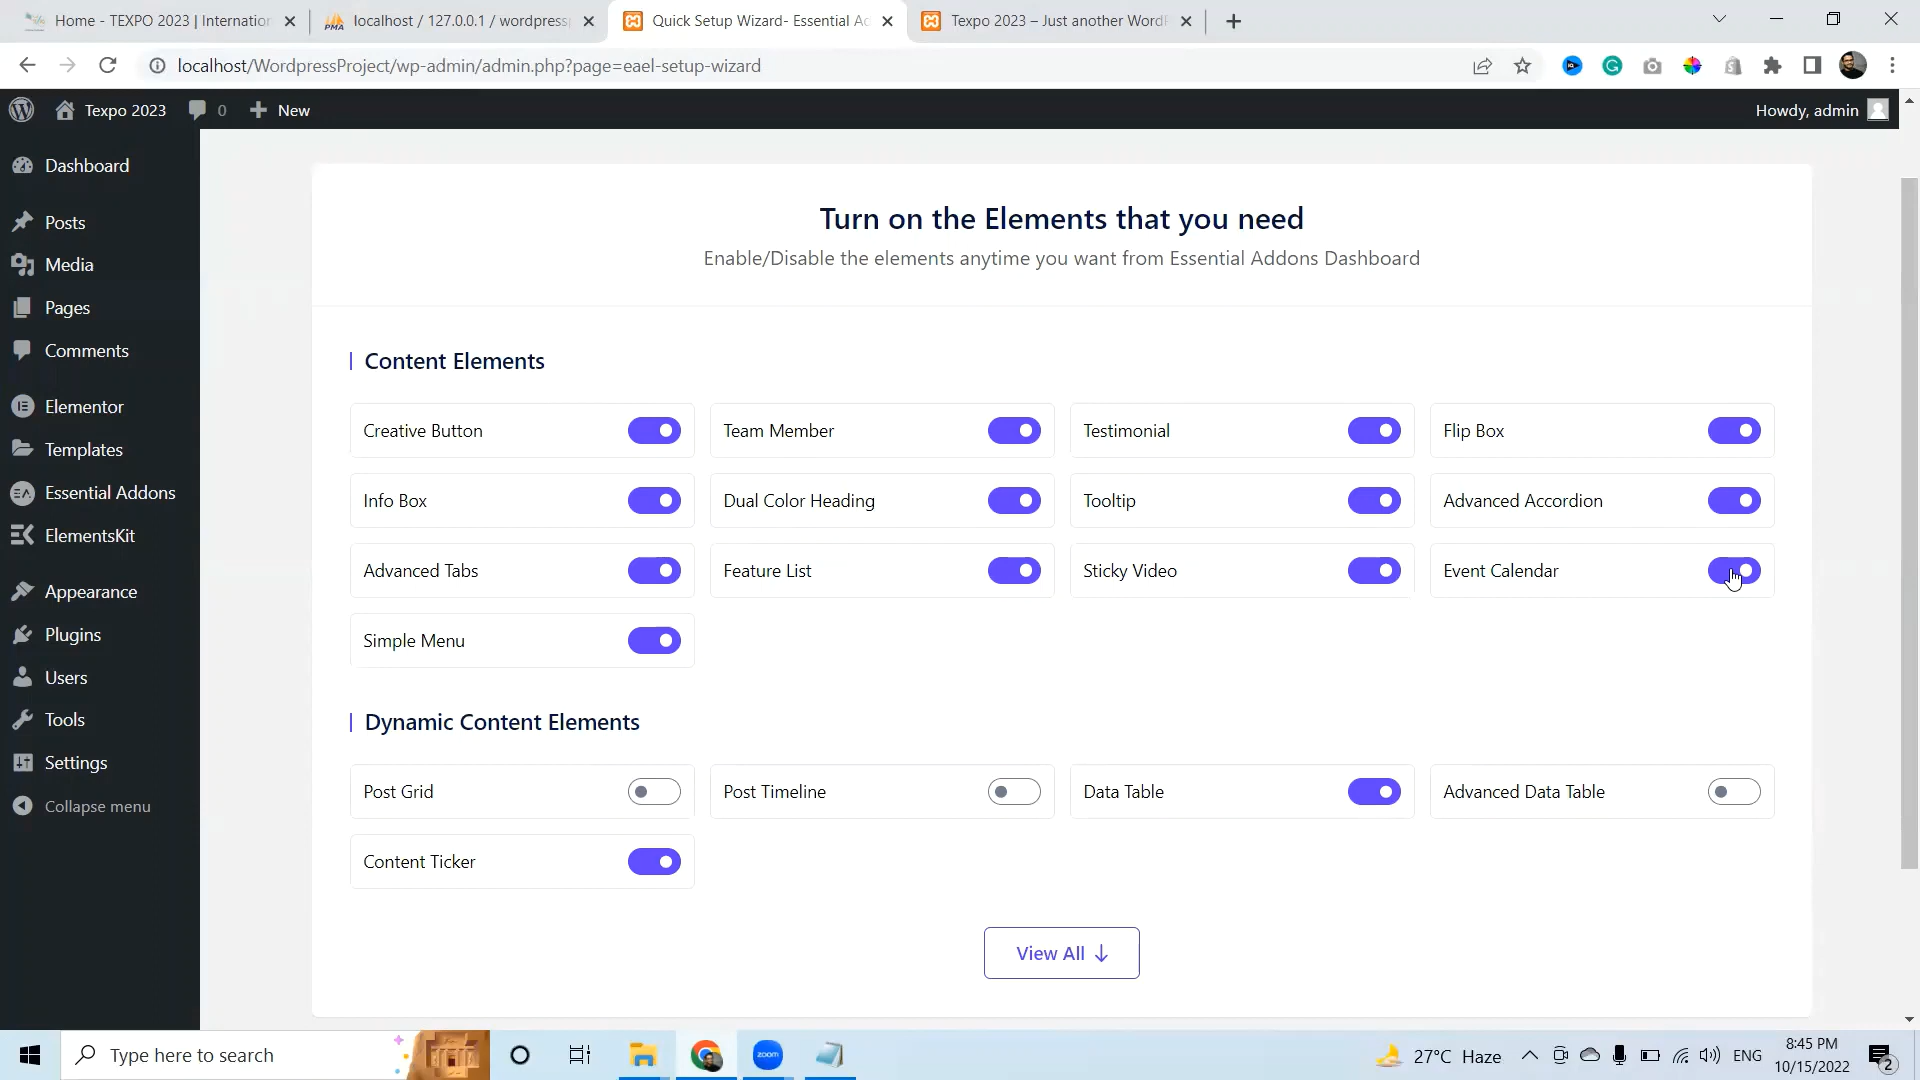 Home - TEXPO 2023 | Internation
localhost / 127.0.0.1 / wordpress
Quick Setup Wizard- Essential Ad
Texpo 2023 – Just another WordP
localhost/WordpressProject/wp-admin/admin.php?page=eael-setup-wizard
Texpo 2023
0
New
Howdy, admin
Dashboard
Posts
Media
Pages
Comments
Elementor
Templates
Essential Addons
ElementsKit
Appearance
Plugins
Users
Tools
Settings
Collapse menu
Turn on the Elements that you need
Enable/Disable the elements anytime you want from Essential Addons Dashboard
Content Elements
Creative Button
Team Member
Testimonial
Flip Box
Info Box
Dual Color Heading
Tooltip
Advanced Accordion
Advanced Tabs
Feature List
Sticky Video
Event Calendar
Simple Menu
Dynamic Content Elements
Post Grid
Post Timeline
Data Table
Advanced Data Table
Content Ticker
View All ↓
Type here to search
zoom
27°C Haze
ENG
8:45 PM
10/15/2022
2